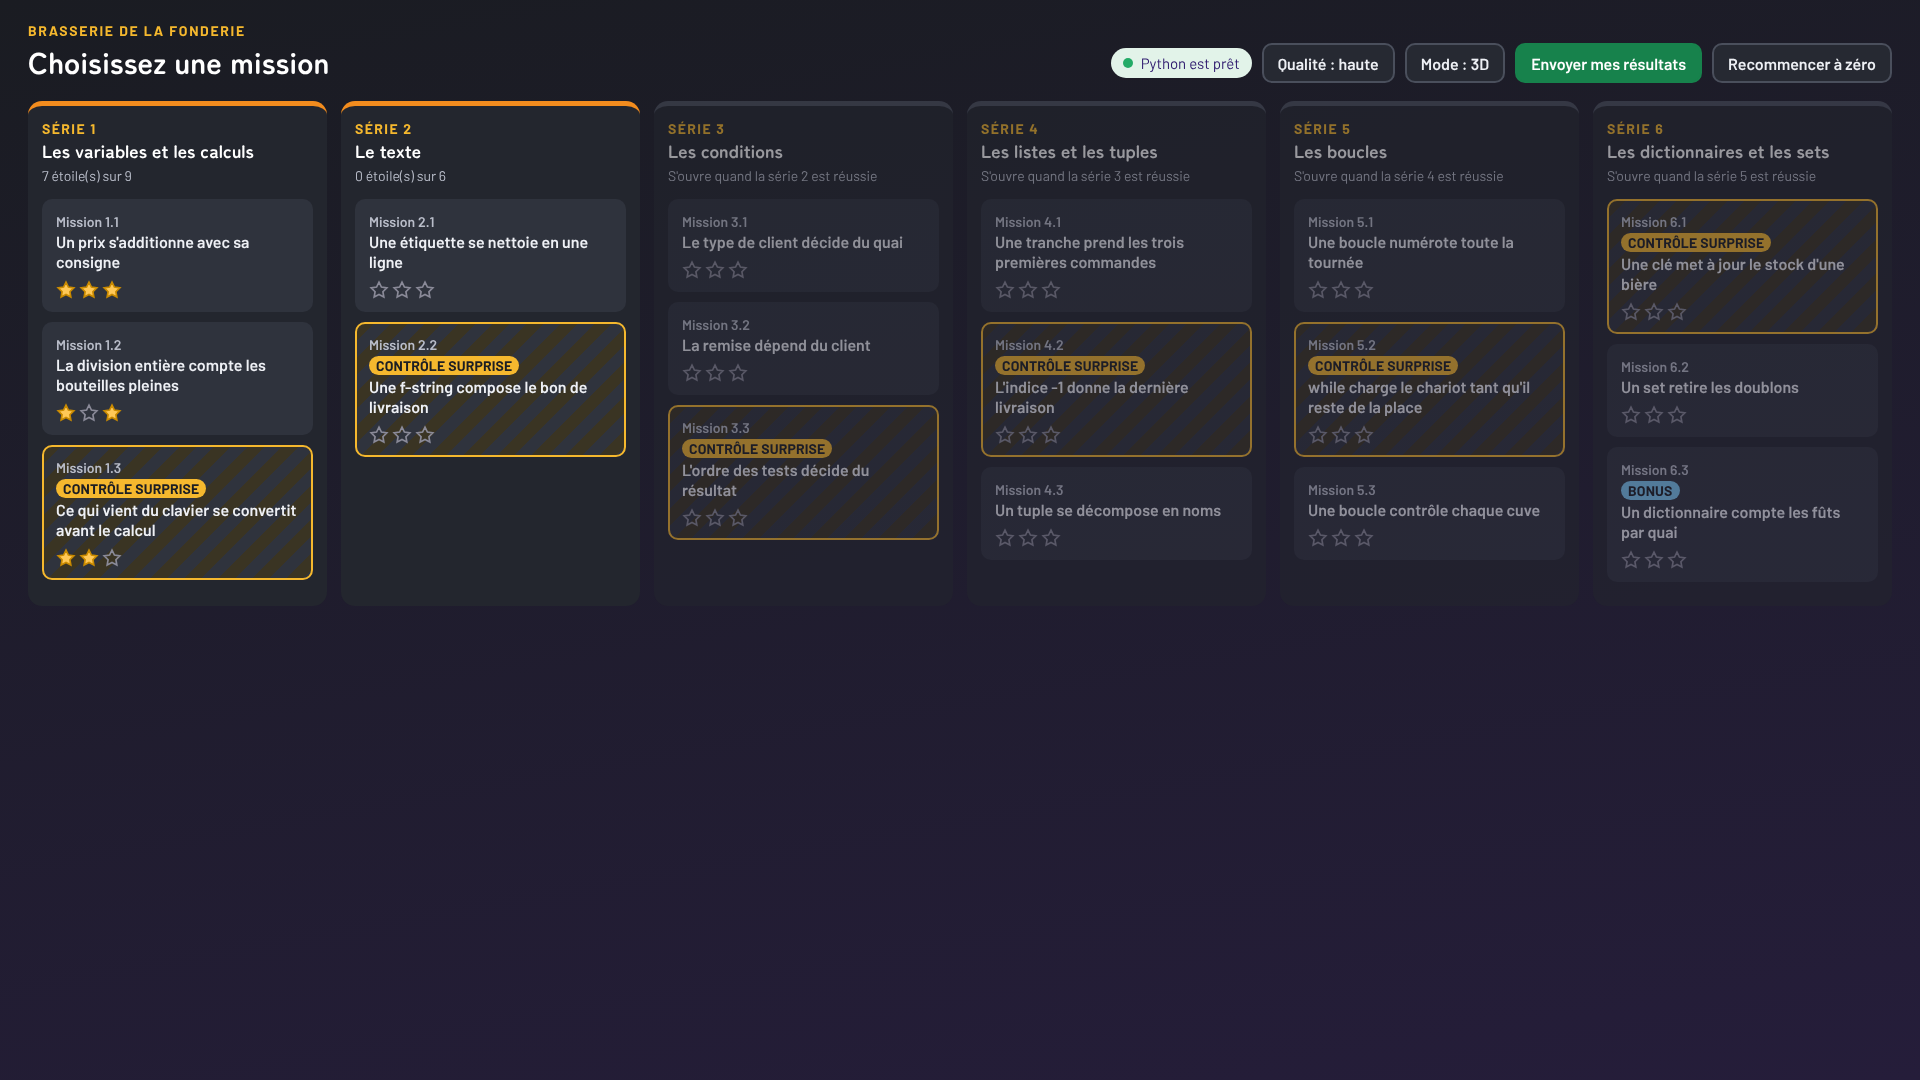 BRASSERIE DE LA FONDERIE
Choisissez une mission
Python est prêt
Qualité : haute
Mode : 3D
Envoyer mes résultats
Recommencer à zéro
SÉRIE 1
Les variables et les calculs
7 étoile(s) sur 9
Mission 1.1
Un prix s'additionne avec sa
consigne
Mission 1.2
La division entière compte les
bouteilles pleines
Mission 1.3
CONTRÔLE SURPRISE
Ce qui vient du clavier se convertit
avant le calcul
SÉRIE 2
Le texte
0 étoile(s) sur 6
Mission 2.1
Une étiquette se nettoie en une
ligne
Mission 2.2
CONTRÔLE SURPRISE
Une f-string compose le bon de
livraison
SÉRIE 3
Les conditions
S'ouvre quand la série 2 est réussie
Mission 3.1
Le type de client décide du quai
Mission 3.2
La remise dépend du client
Mission 3.3
CONTRÔLE SURPRISE
L'ordre des tests décide du
résultat
SÉRIE 4
Les listes et les tuples
S'ouvre quand la série 3 est réussie
Mission 4.1
Une tranche prend les trois
premières commandes
Mission 4.2
CONTRÔLE SURPRISE
L'indice -1 donne la dernière
livraison
Mission 4.3
Un tuple se décompose en noms
SÉRIE 5
Les boucles
S'ouvre quand la série 4 est réussie
Mission 5.1
Une boucle numérote toute la
tournée
Mission 5.2
CONTRÔLE SURPRISE
while charge le chariot tant qu'il
reste de la place
Mission 5.3
Une boucle contrôle chaque cuve
SÉRIE 6
Les dictionnaires et les sets
S'ouvre quand la série 5 est réussie
Mission 6.1
CONTRÔLE SURPRISE
Une clé met à jour le stock d'une
bière
Mission 6.2
Un set retire les doublons
Mission 6.3
BONUS
Un dictionnaire compte les fûts
par quai